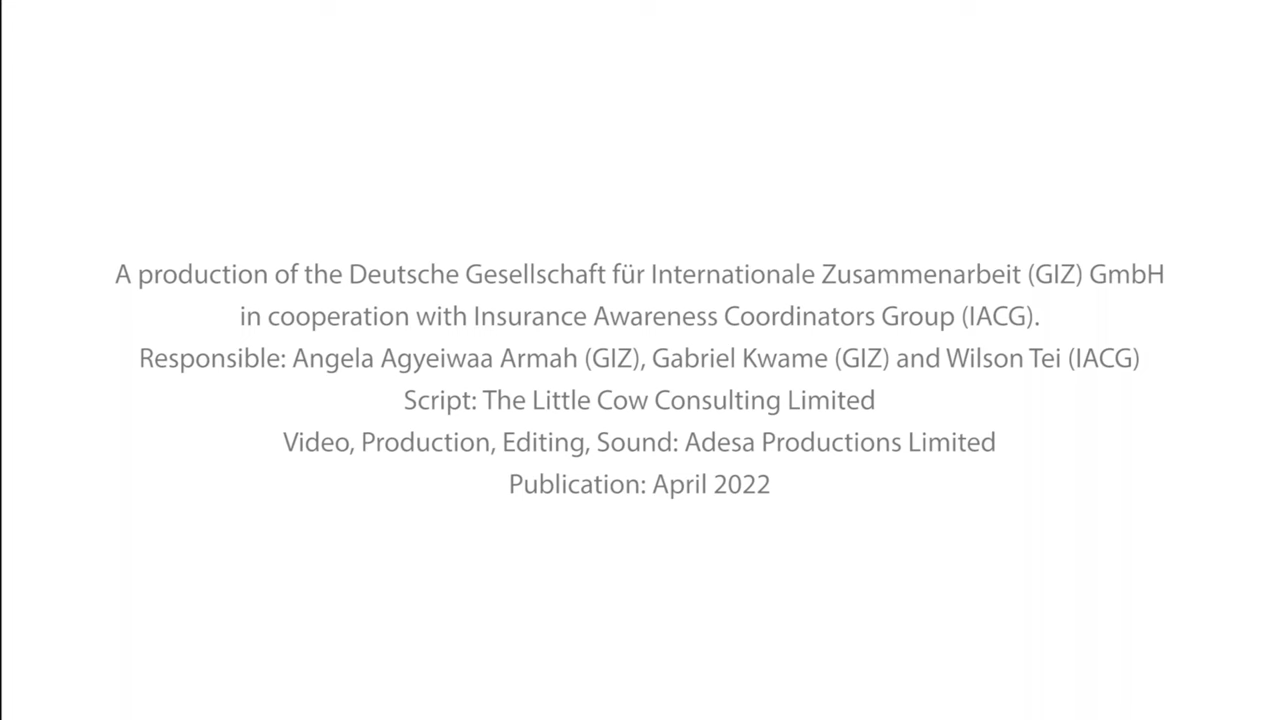 A production of the Deutsche Gesellschaft für Internationale Zusammenarbeit (GIZ) GmbH
in cooperation with Insurance Awareness Coordinators Group (IACG).
Responsible: Angela Agyeiwaa Armah (GIZ), Gabriel Kwame (GIZ) and Wilson Tei (IACG)
Script: The Little Cow Consulting Limited
Video, Production, Editing, Sound: Adesa Productions Limited
Publication: April 2022